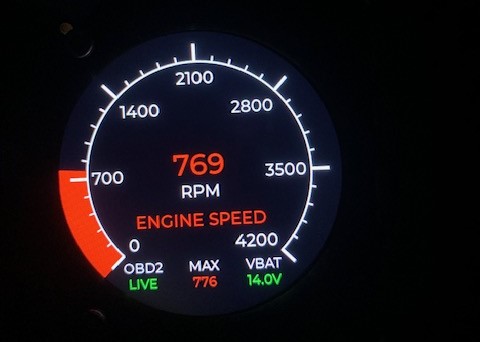 2100
1400 2800
769
700 3500
RPM
ENGINE SPEED
0 4200
OBD2 MAX VBAT
LIVE 776 14.0V